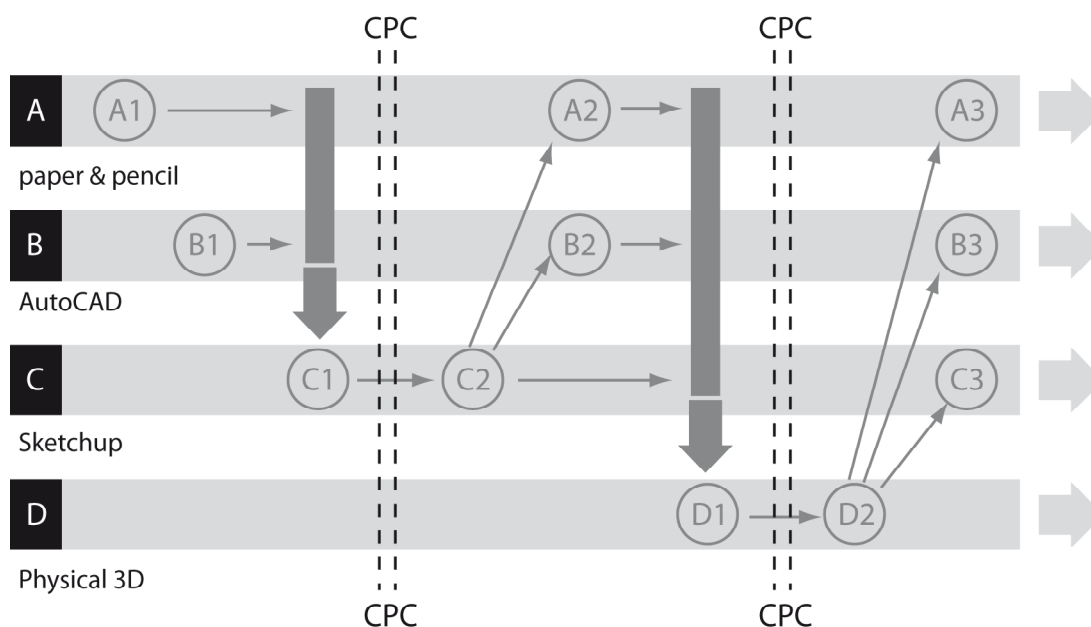 CPC CPC
A A1 A2 A3
paper & pencil
B B1 B2 B3
AutoCAD
C C1 C2 C3
Sketchup
D D1 D2
Physical 3D
CPC CPC